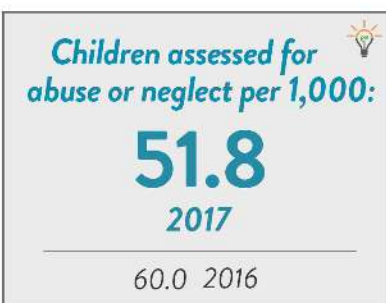 Children assessed for
abuse or neglect per 1,000:
51.8
2017
60.0 2016